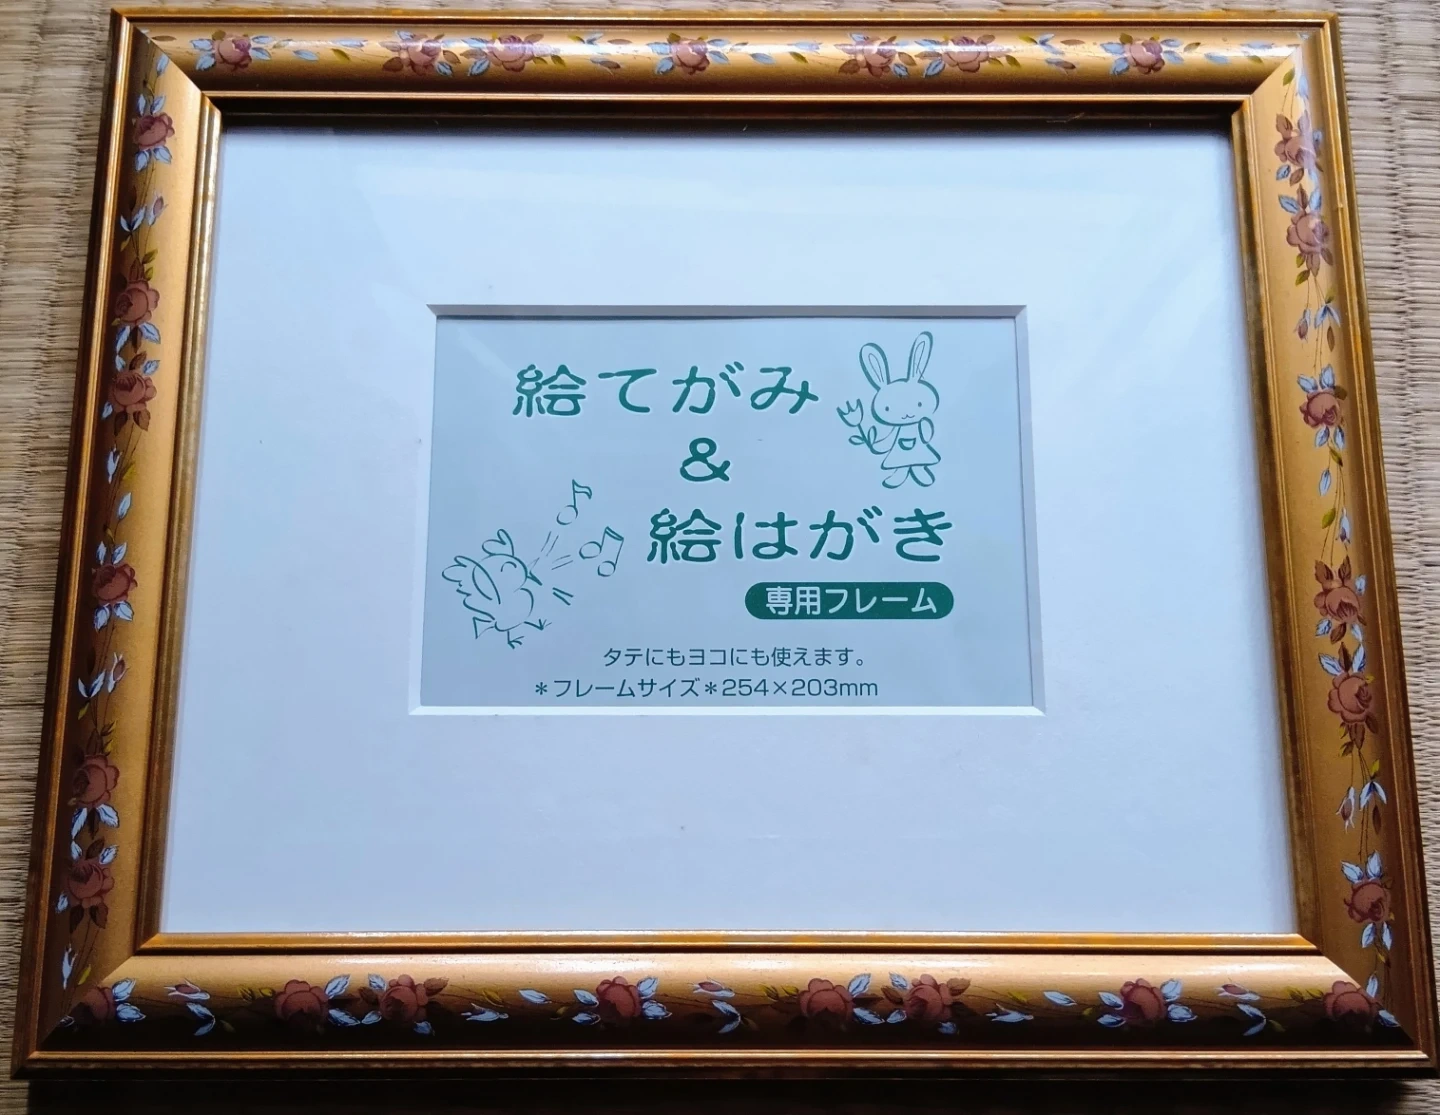 絵てがみ
&
絵はがき
専用フレーム
タテにもヨコにも使えます。
＊フレームサイズ＊254×203mm